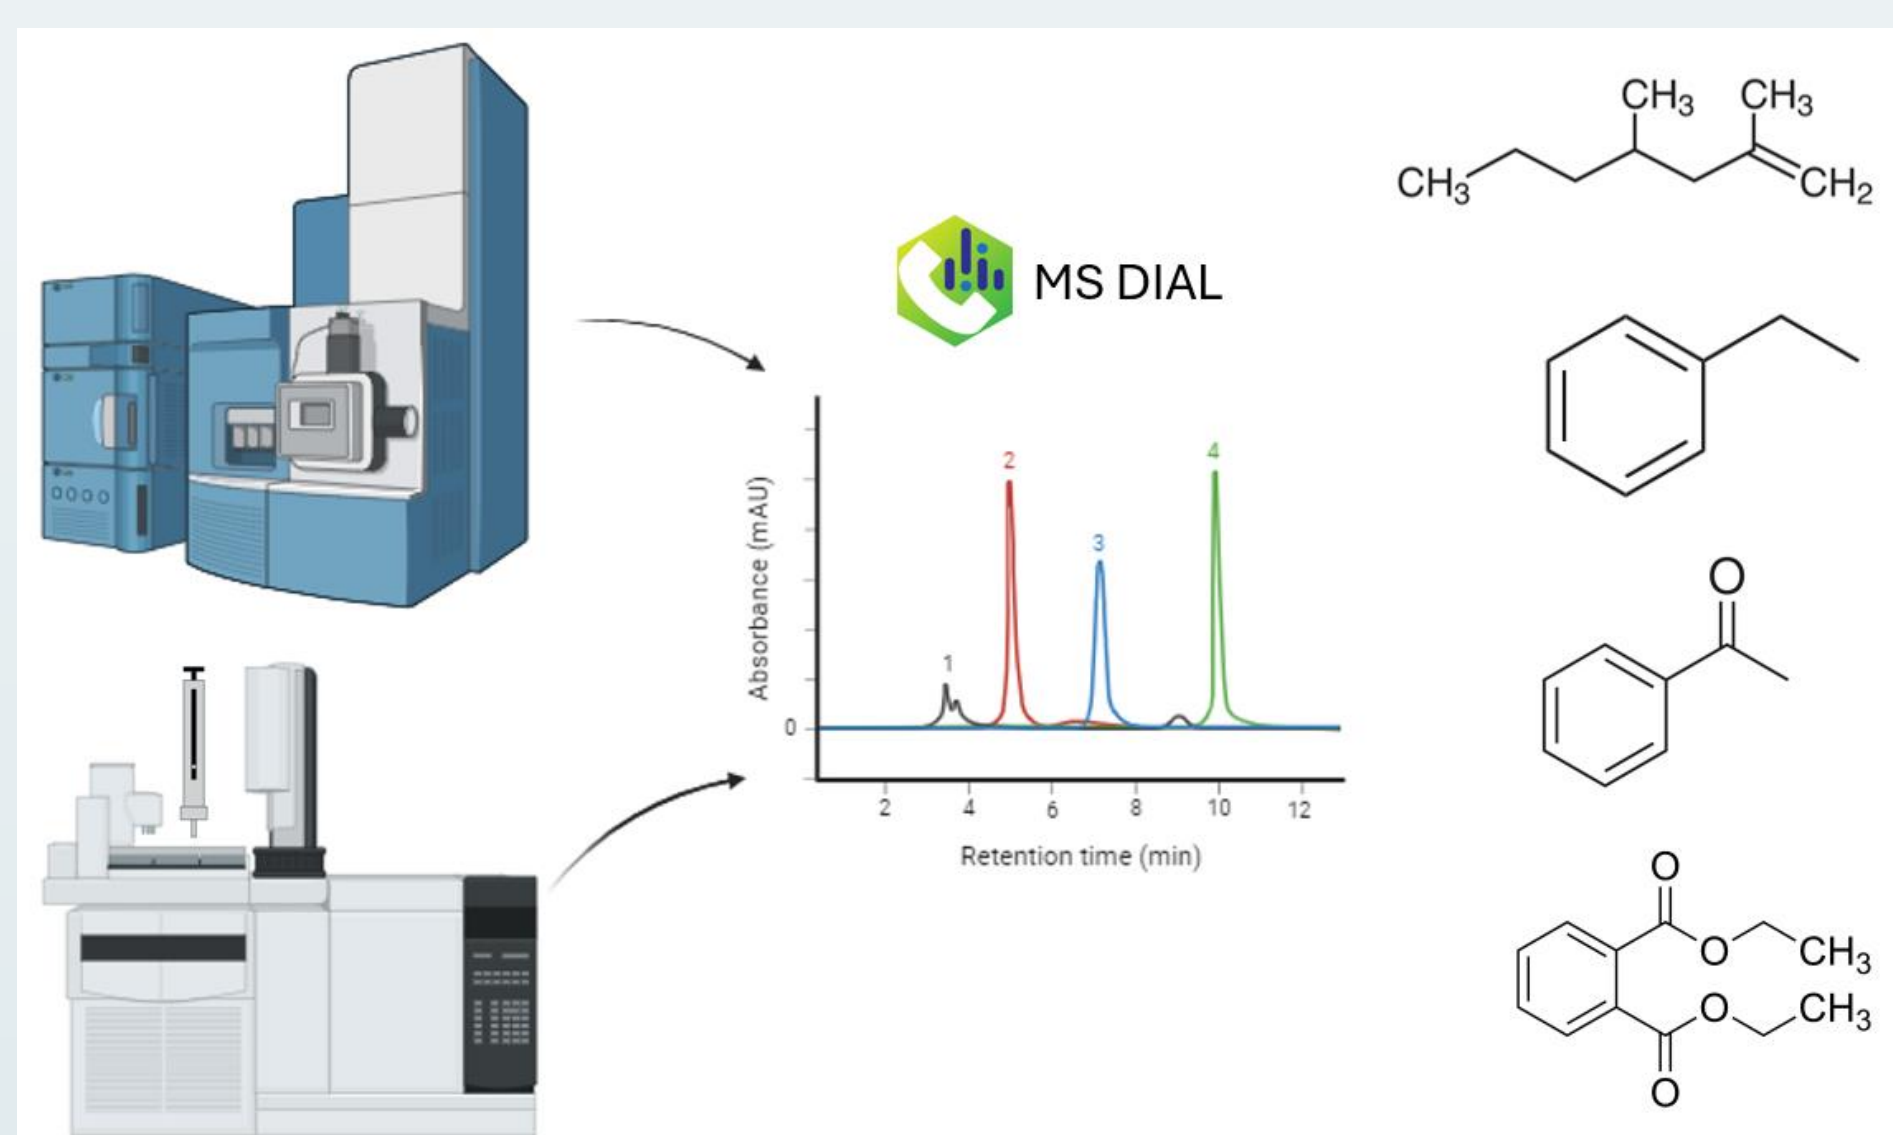 MS DIAL
Absorbance (mAU)
1
2
3
4
0
2 4 6 8 10 12
Retention time (min)
CH3 CH3
CH3 CH2
O
O
O CH3
O CH3
O